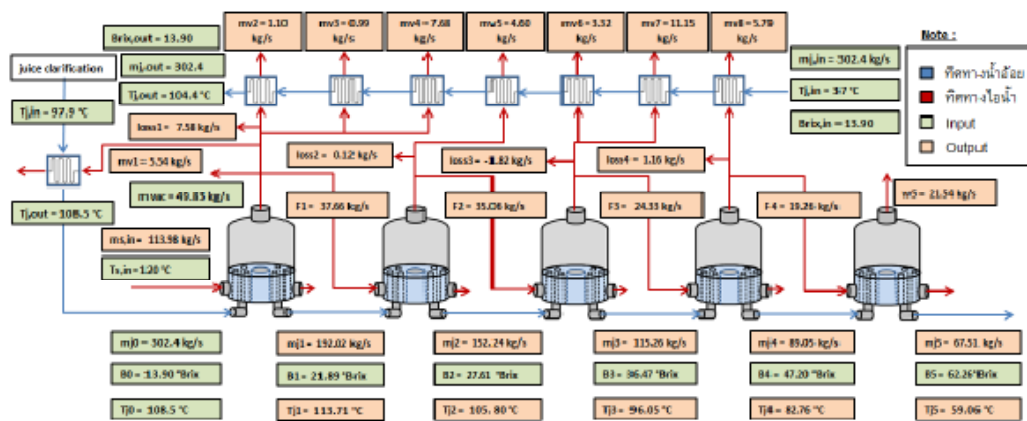 Brix,out = 13.90
mv2 = 1.10 kg/s
mv3 = 0.99 kg/s
mv4 = 7.68 kg/s
mv5 = 4.60 kg/s
mv6 = 3.32 kg/s
mv7 = 11.15 kg/s
mv8 = 5.79 kg/s
Note :
juice clarification
mj,out = 302.4
mj,in = 302.4 kg/s
ทิศทางน้ำอ้อย
Tj,in = 97.9 °C
Tj,out = 104.4 °C
Tj,in = 37 °C
ทิศทางไอน้ำ
Input
loss1 = 7.58 kg/s
Brix,in = 13.90
Output
mv1 = 5.54 kg/s
loss2 = 0.12 kg/s
loss4 = 1.16 kg/s
mvac = 49.83 kg/s
Tj,out = 108.5 °C
F1 = 37.66 kg/s
F2 = 35.06 kg/s
F3 = 24.33 kg/s
F4 = 19.26 kg/s
m5 = 21.54 kg/s
ms,in = 113.98 kg/s
Ts,in = 120 °C
mj0 = 302.4 kg/s
mj1 = 192.02 kg/s
mj2 = 152.24 kg/s
mj3 = 115.26 kg/s
mj4 = 89.05 kg/s
mj5 = 67.51 kg/s
B0 = 13.90 °Brix
B1 = 21.89 °Brix
B2 = 27.61 °Brix
B3 = 36.47 °Brix
B4 = 47.20 °Brix
B5 = 62.26 °Brix
Tj0 = 108.5 °C
Tj1 = 113.71 °C
Tj2 = 105.80 °C
Tj3 = 96.05 °C
Tj4 = 82.76 °C
Tj5 = 59.06 °C